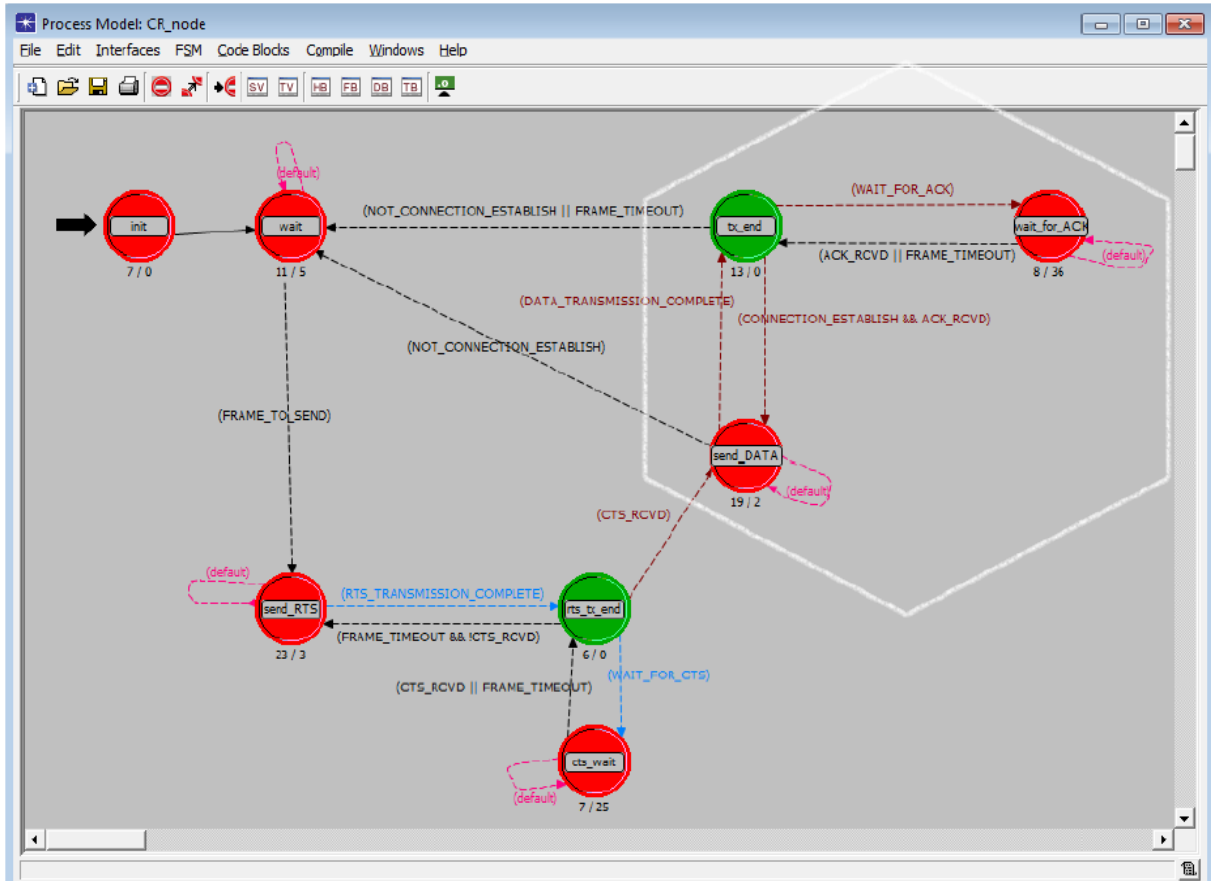 Process Model: CR_node
File Edit Interfaces FSM Code Blocks Compile Windows Help
SV TV HB FB DB TB .0
(default)
(WAIT_FOR_ACK)
(NOT_CONNECTION_ESTABLISH || FRAME_TIMEOUT)
init
wait
tx_end
wait_for_ACK
(ACK_RCVD || FRAME_TIMEOUT)
(default)
7 / 0
11 / 5
13 / 0
8 / 36
(DATA_TRANSMISSION_COMPLETE)
(CONNECTION_ESTABLISH && ACK_RCVD)
(NOT_CONNECTION_ESTABLISH)
(FRAME_TO_SEND)
send_DATA
(default)
19 / 2
(CTS_RCVD)
(default)
(RTS_TRANSMISSION_COMPLETE)
send_RTS
rts_tx_end
(FRAME_TIMEOUT && !CTS_RCVD)
23 / 3
6 / 0
(WAIT_FOR_CTS)
(CTS_RCVD || FRAME_TIMEOUT)
cts_wait
(default)
7 / 25